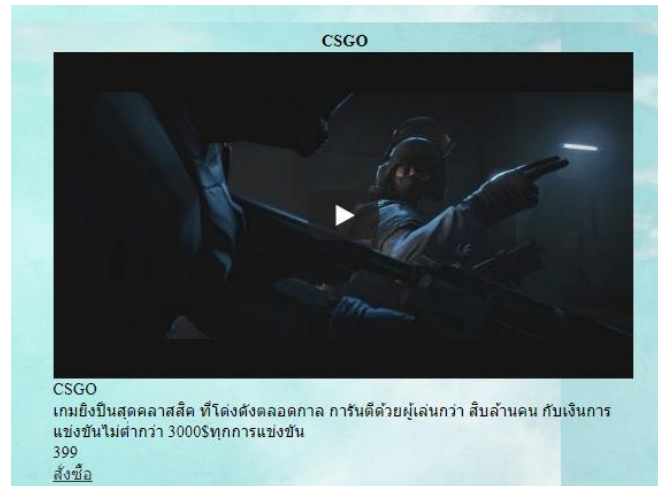 CSGO
CSGO
เกมยิงปืนสุดคลาสสิค ที่โด่งดังตลอดกาล การันตีด้วยผู้เล่นกว่า สิบล้านคน กับเงินการ
แข่งขันไม่ต่ำกว่า 3000$ทุกการแข่งขัน
399
สั่งซื้อ